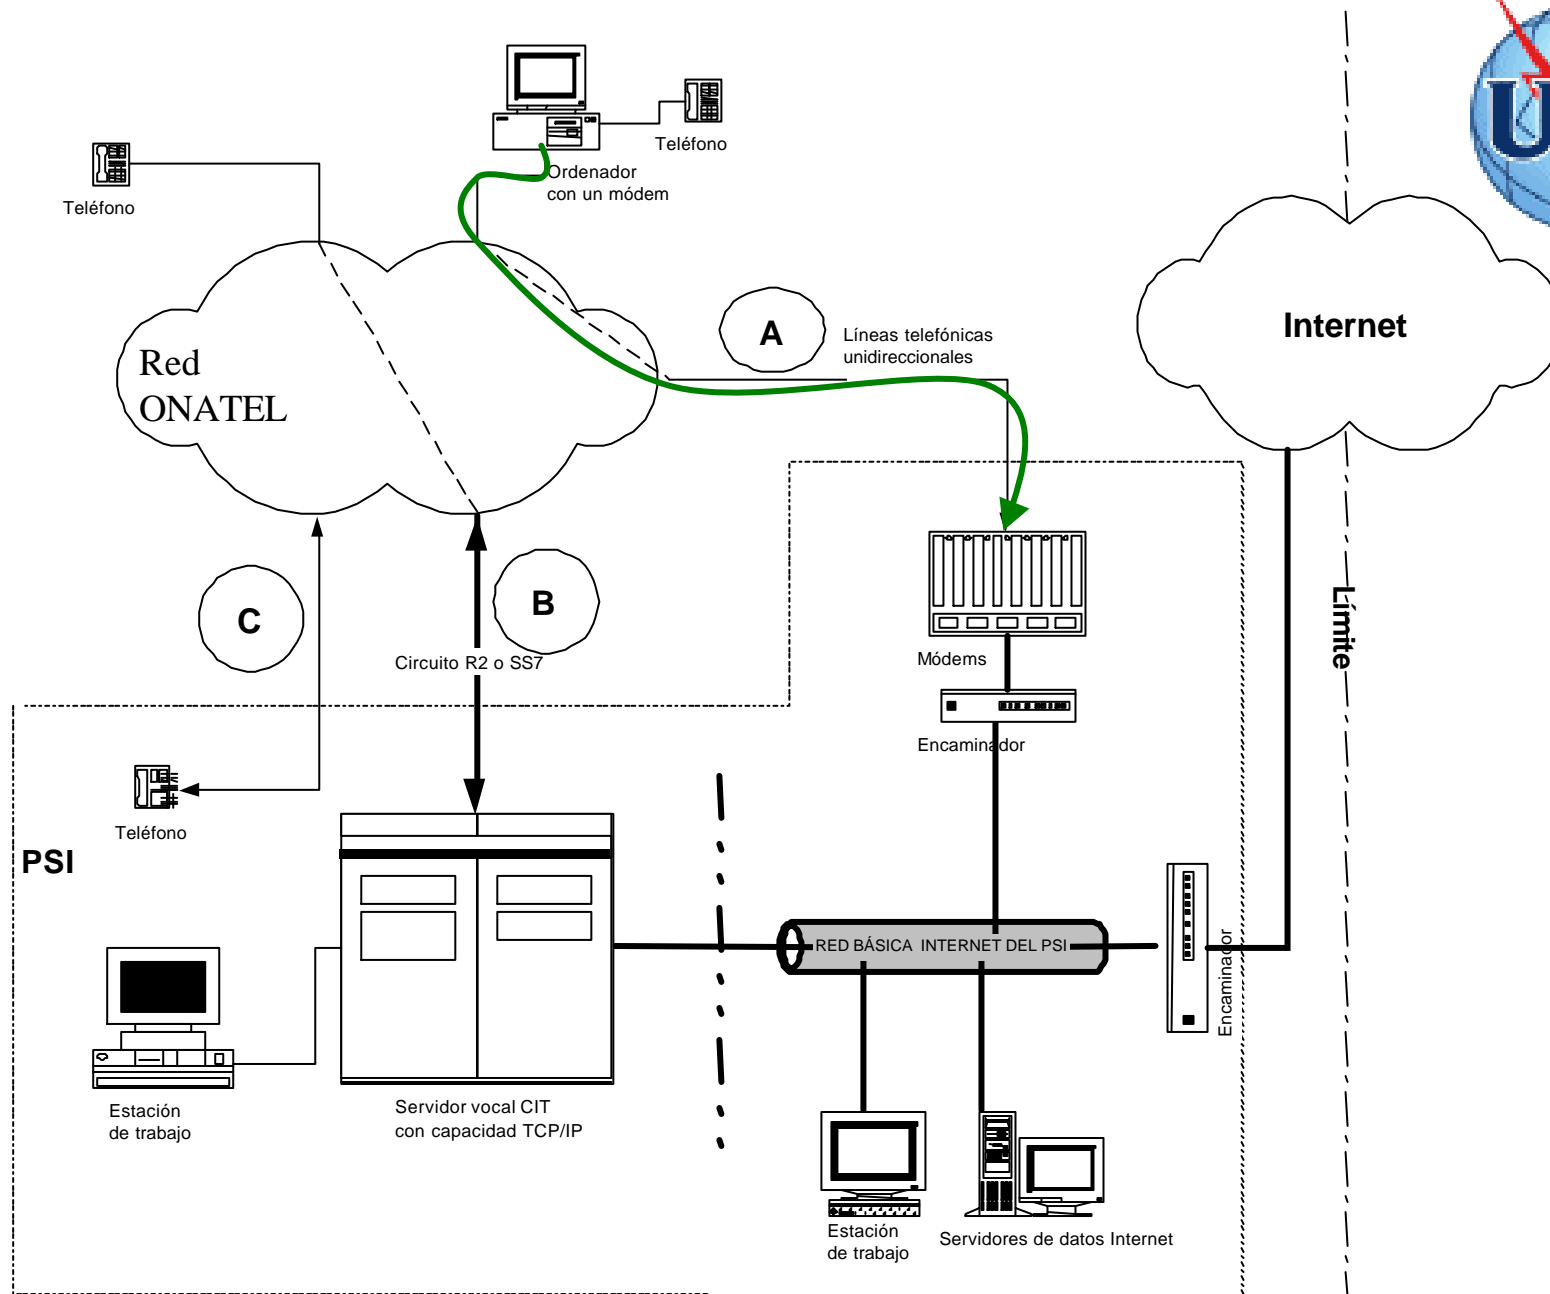 Teléfono
Ordenador
con un módem
Teléfono
Red
ONATEL
A
Líneas telefónicas
unidireccionales
Internet
U
C
B
Circuito R2 o SS7
Límite
Módems
Encaminador
Teléfono
PSI
RED BÁSICA INTERNET DEL PSI
Encaminador
Estación
de trabajo
Servidor vocal CIT
con capacidad TCP/IP
Estación
de trabajo
Servidores de datos Internet